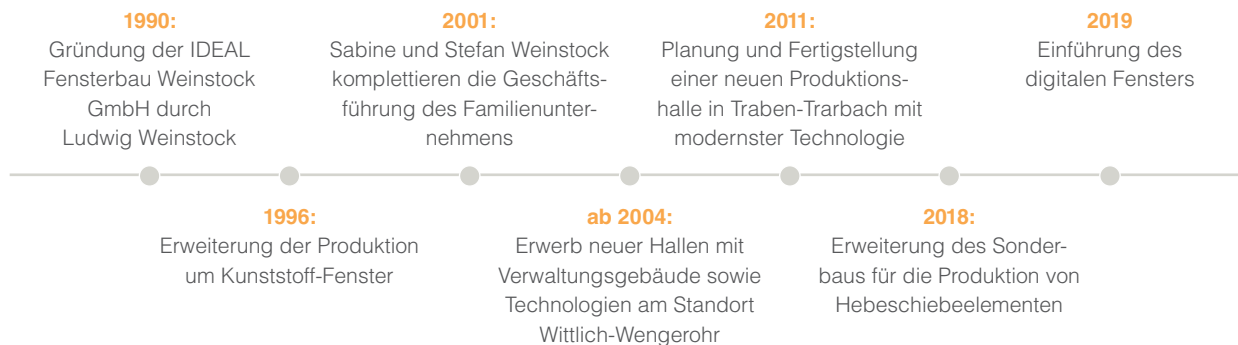 1990:
Gründung der IDEAL
Fensterbau Weinstock
GmbH durch
Ludwig Weinstock
1996:
Erweiterung der Produktion
um Kunststoff-Fenster
2001:
Sabine und Stefan Weinstock
komplettieren die Geschäfts-
führung des Familienunter-
nehmens
ab 2004:
Erwerb neuer Hallen mit
Verwaltungsgebäude sowie
Technologien am Standort
Wittlich-Wengerohr
2011:
Planung und Fertigstellung
einer neuen Produktions-
halle in Traben-Trarbach mit
modernster Technologie
2018:
Erweiterung des Sonder-
baus für die Produktion von
Hebeschiebeelementen
2019
Einführung des
digitalen Fensters